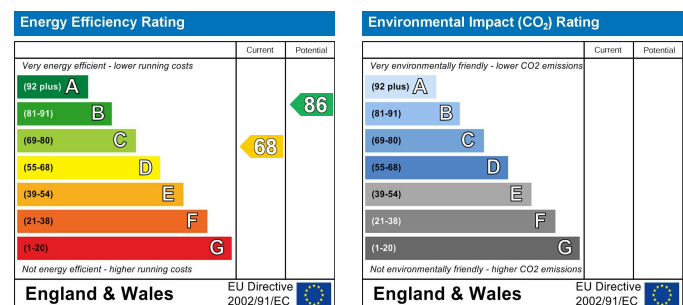 Energy Efficiency Rating
Current Potential
Very energy efficient - lower running costs
(92 plus) A
(81-91) B
(69-80) C
(55-68) D
(39-54) E
(21-38) F
(1-20) G
68
86
Not energy efficient - higher running costs
England & Wales
EU Directive
2002/91/EC
Environmental Impact (CO₂) Rating
Current Potential
Very environmentally friendly - lower CO2 emissions
(92 plus) A
(81-91) B
(69-80) C
(55-68) D
(39-54) E
(21-38) F
(1-20) G
Not environmentally friendly - higher CO2 emissions
England & Wales
EU Directive
2002/91/EC